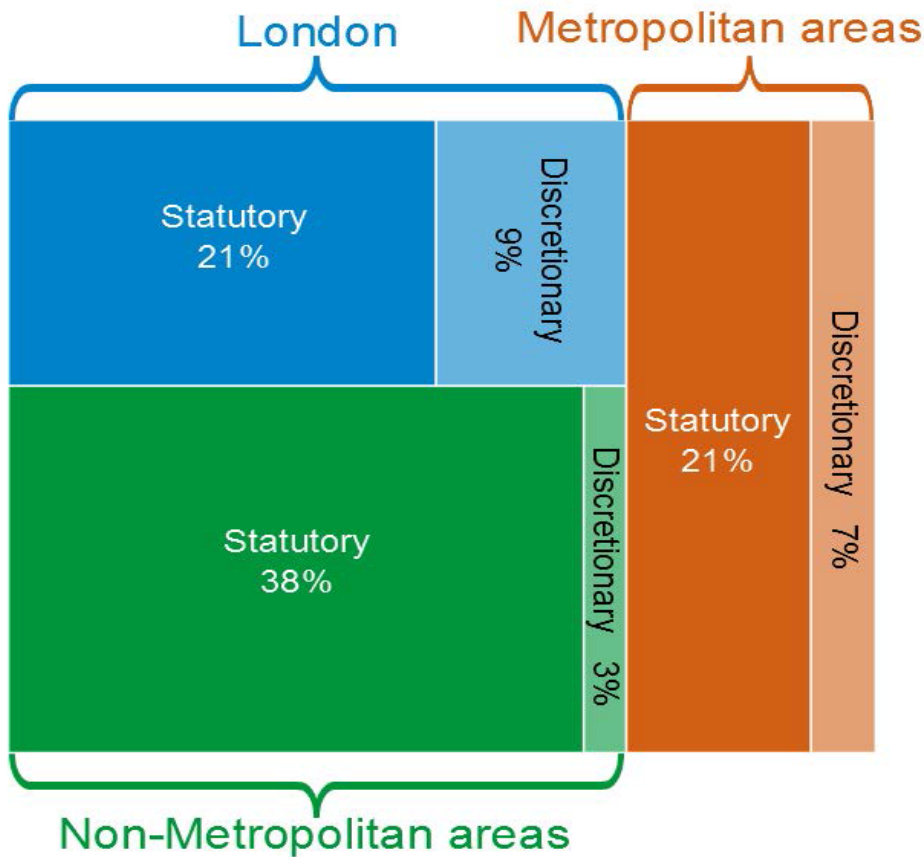 London
Metropolitan areas
Statutory
21%
Discretionary
9%
Statutory
38%
Discretionary 3%
Statutory
21%
Discretionary 7%
Non-Metropolitan areas